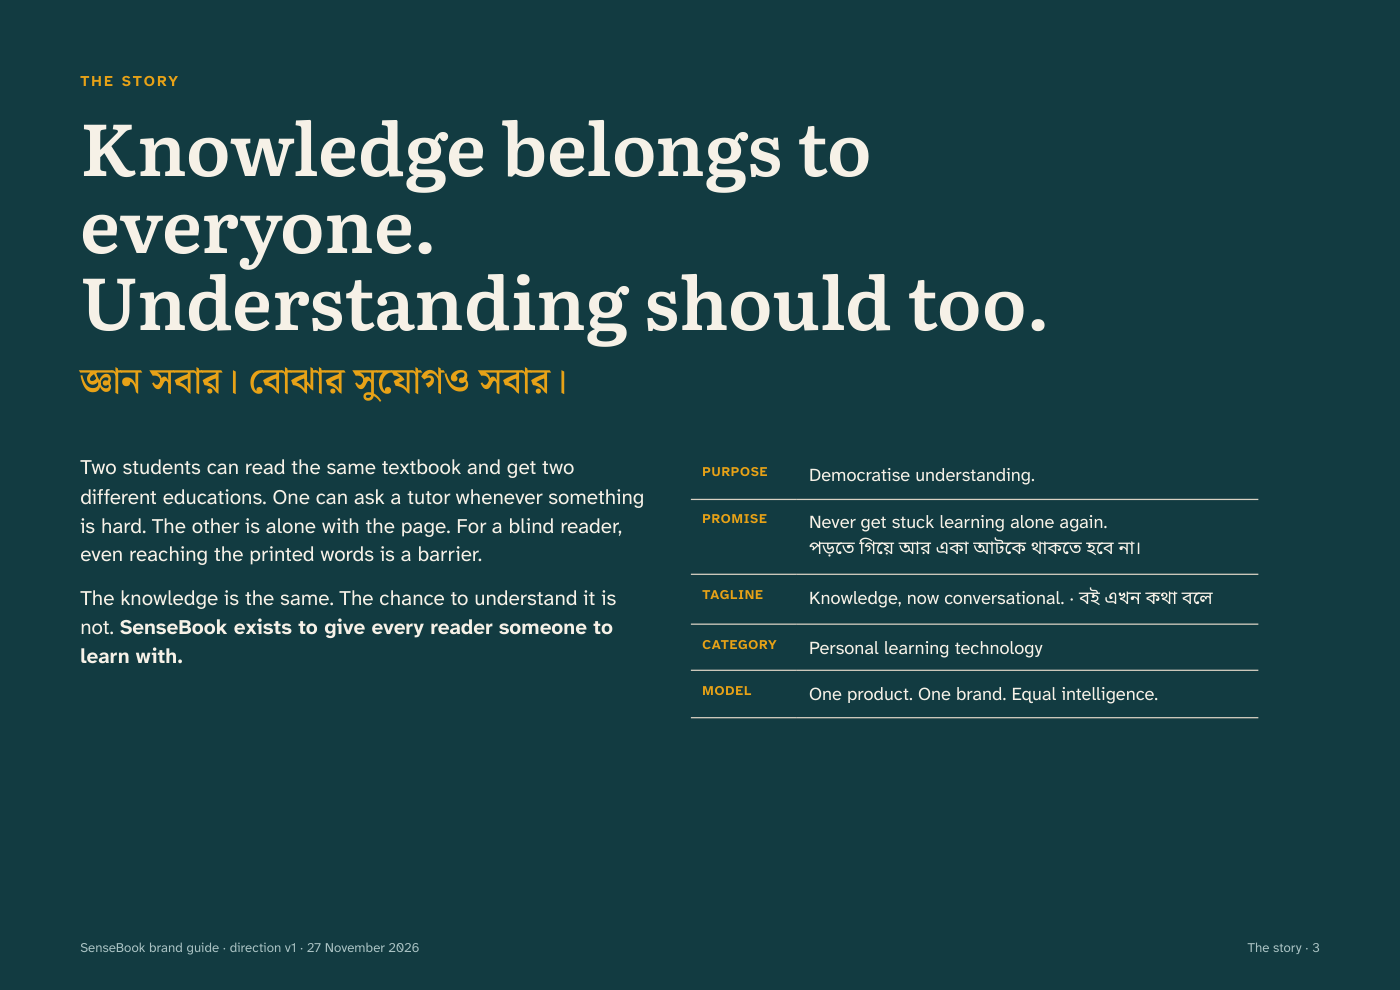 THE STORY
Knowledge belongs to
everyone.
Understanding should too.
জ্ঞান সবার। বোঝার সুযোগও সবার।
Two students can read the same textbook and get two
different educations. One can ask a tutor whenever something
is hard. The other is alone with the page. For a blind reader,
even reaching the printed words is a barrier.
The knowledge is the same. The chance to understand it is
not. SenseBook exists to give every reader someone to
learn with.
PURPOSE Democratise understanding.
PROMISE Never get stuck learning alone again.
পড়তে গিয়ে আর একা আটকে থাকতে হবে না।
TAGLINE Knowledge, now conversational. · বই এখন কথা বলে
CATEGORY Personal learning technology
MODEL One product. One brand. Equal intelligence.
SenseBook brand guide · direction v1 · 27 November 2026
The story · 3